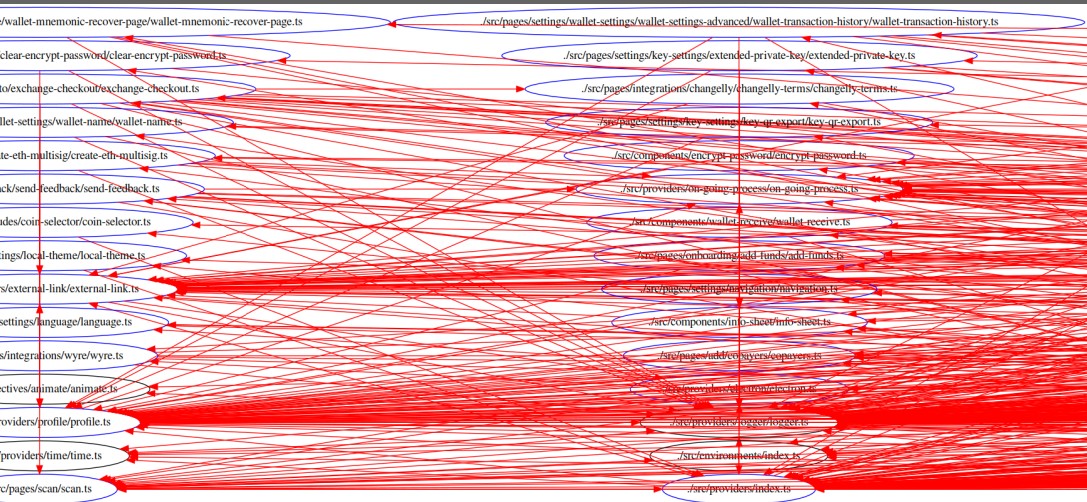 /wallet-mnemonic-recover-page/wallet-mnemonic-recover-page.ts
./src/pages/settings/wallet-settings/wallet-settings-advanced/wallet-transaction-history/wallet-transaction-history.ts
clear-encrypt-password/clear-encrypt-password.ts
./src/pages/settings/key-settings/extended-private-key/extended-private-key.ts
to/exchange-checkout/exchange-checkout.ts
./src/pages/integrations/changelly/changelly-terms/changelly-terms.ts
llet-settings/wallet-name/wallet-name.ts
./src/pages/settings/key-settings/key-qr-export/key-qr-export.ts
te-eth-multisig/create-eth-multisig.ts
./src/components/encrypt-password/encrypt-password.ts
ack/send-feedback/send-feedback.ts
./src/providers/on-going-process/on-going-process.ts
udes/coin-selector/coin-selector.ts
./src/components/wallet-receive/wallet-receive.ts
tings/local-theme/local-theme.ts
./src/pages/onboarding/add-funds/add-funds.ts
rs/external-link/external-link.ts
./src/pages/settings/navigation/navigation.ts
settings/language/language.ts
./src/components/info-sheet/info-sheet.ts
s/integrations/wyre/wyre.ts
./src/pages/add/copayers/copayers.ts
ectives/animate/animate.ts
./src/providers/electron/electron.ts
roviders/profile/profile.ts
./src/providers/logger/logger.ts
providers/time/time.ts
./src/environments/index.ts
rc/pages/scan/scan.ts
./src/providers/index.ts